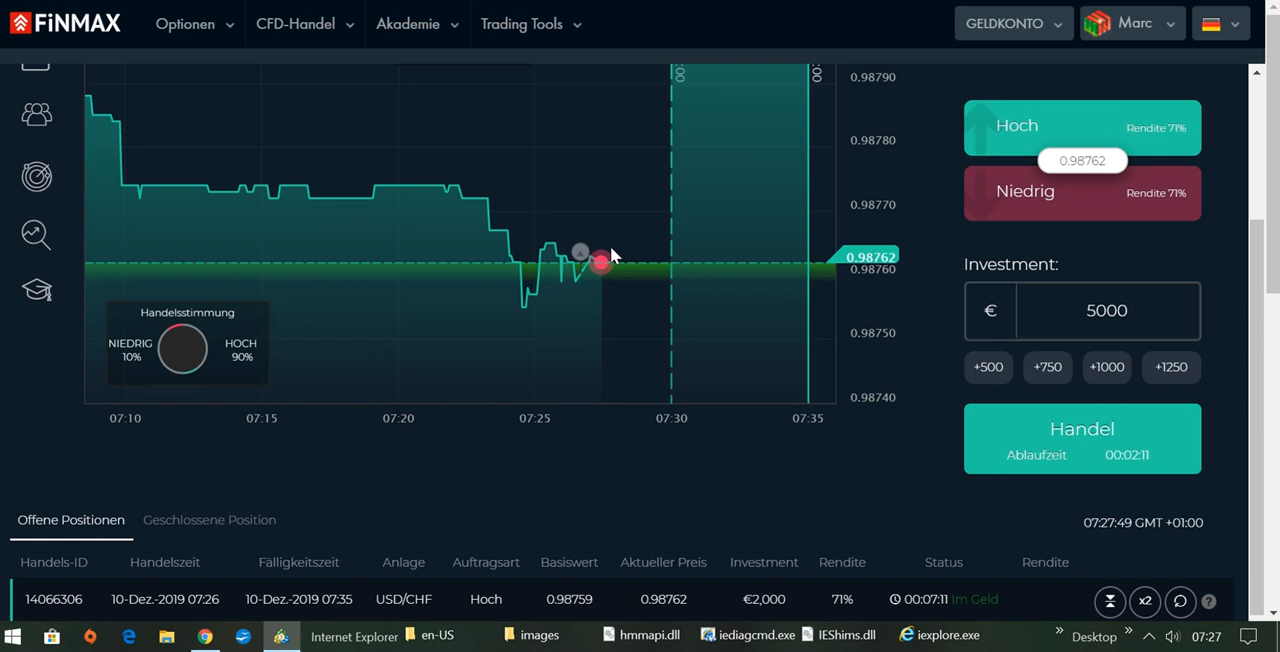 FiNMAX Optionen CFD-Handel Akademie Trading Tools GELDKONTO Marc
0.98790
0.98780
0.98770
0.98762
0.98760
0.98750
0.98740
Handelsstimmung
NIEDRIG
10%
HOCH
90%
07:10 07:15 07:20 07:25 07:30 07:35
Hoch Rendite 71%
0.98762
Niedrig Rendite 71%
Investment:
€ 5000
+500 +750 +1000 +1250
Handel
Ablaufzeit 00:02:11
Offene Positionen Geschlossene Position 07:27:49 GMT +01:00
Handels-ID Handelszeit Fälligkeitszeit Anlage Auftragsart Basiswert Aktueller Preis Investment Rendite Status Rendite
14066306 10-Dez.-2019 07:26 10-Dez.-2019 07:35 USD/CHF Hoch 0.98759 0.98762 €2,000 71% 00:07:11 Im Geld x2 ?
Internet Explorer en-US images hmmapi.dll iediagcmd.exe IEShims.dll iexplore.exe » Desktop » 07:27